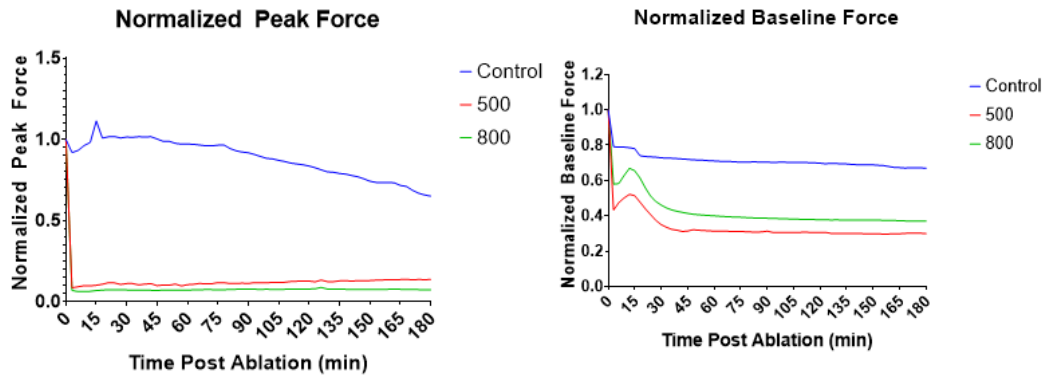 Normalized Peak Force
Normalized Peak Force
1.5
1.0
0.5
0.0
0 15 30 45 60 75 90 105 120 135 150 165 180
Time Post Ablation (min)
Control
500
800
Normalized Baseline Force
Normalized Baseline Force
1.2
1.0
0.8
0.6
0.4
0.2
0.0
0 15 30 45 60 75 90 105 120 135 150 165 180
Time Post Ablation (min)
Control
500
800